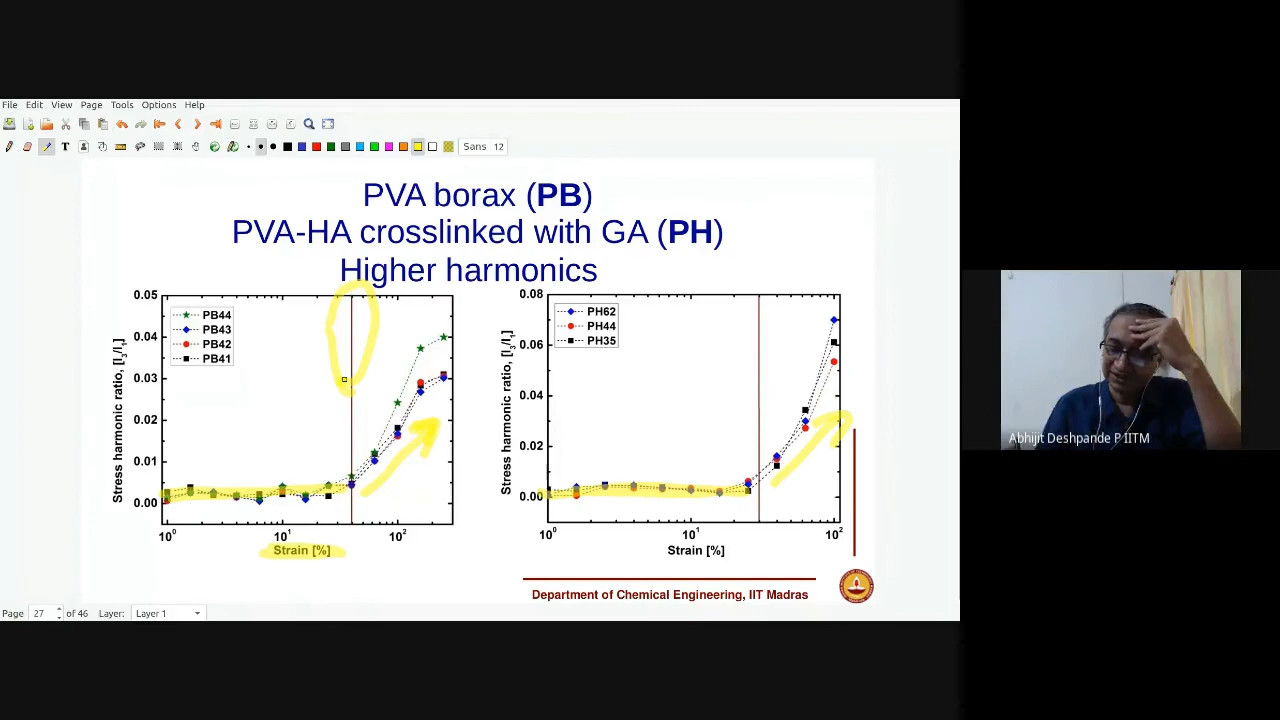 File Edit View Page Tools Options Help
Sans 12
PVA borax (PB)
PVA-HA crosslinked with GA (PH)
Higher harmonics
0.05
0.04
0.03
0.02
0.01
0.00
Stress harmonic ratio, [I3/I1]
PB44
PB43
PB42
PB41
10^0 10^1 10^2
Strain [%]
0.08
0.06
0.04
0.02
0.00
Stress harmonic ratio, [I3/I1]
PH62
PH44
PH35
10^0 10^1 10^2
Strain [%]
Department of Chemical Engineering, IIT Madras
Page 27 of 46 Layer: Layer 1
Abhijit Deshpande P IITM